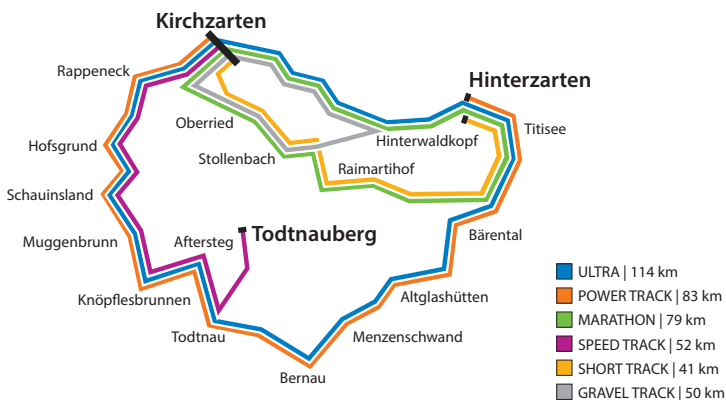 Kirchzarten
Rappeneck
Hinterzarten
Oberried
Titisee
Hofsgrund
Hinterwaldkopf
Stollenbach
Raimartihof
Schauinsland
Muggenbrunn
Aftersteg
Todtnauberg
Bärental
Knöpflesbrunnen
Altglashütten
Todtnau
Menzenschwand
Bernau
ULTRA | 114 km
POWER TRACK | 83 km
MARATHON | 79 km
SPEED TRACK | 52 km
SHORT TRACK | 41 km
GRAVEL TRACK | 50 km